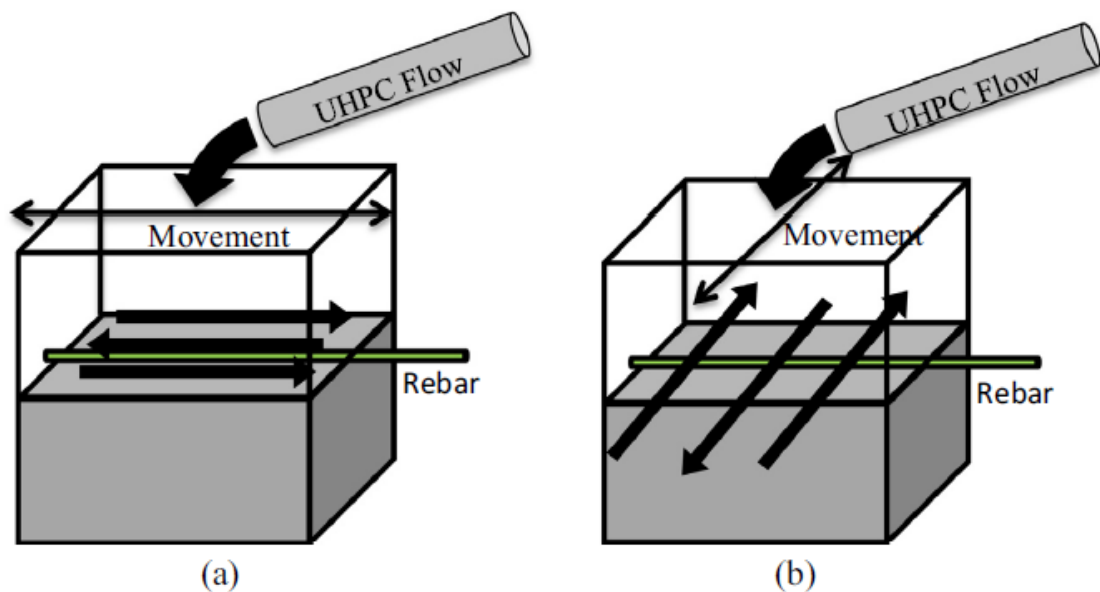 UHPC Flow
Movement
Rebar
(a)
UHPC Flow
Movement
Rebar
(b)